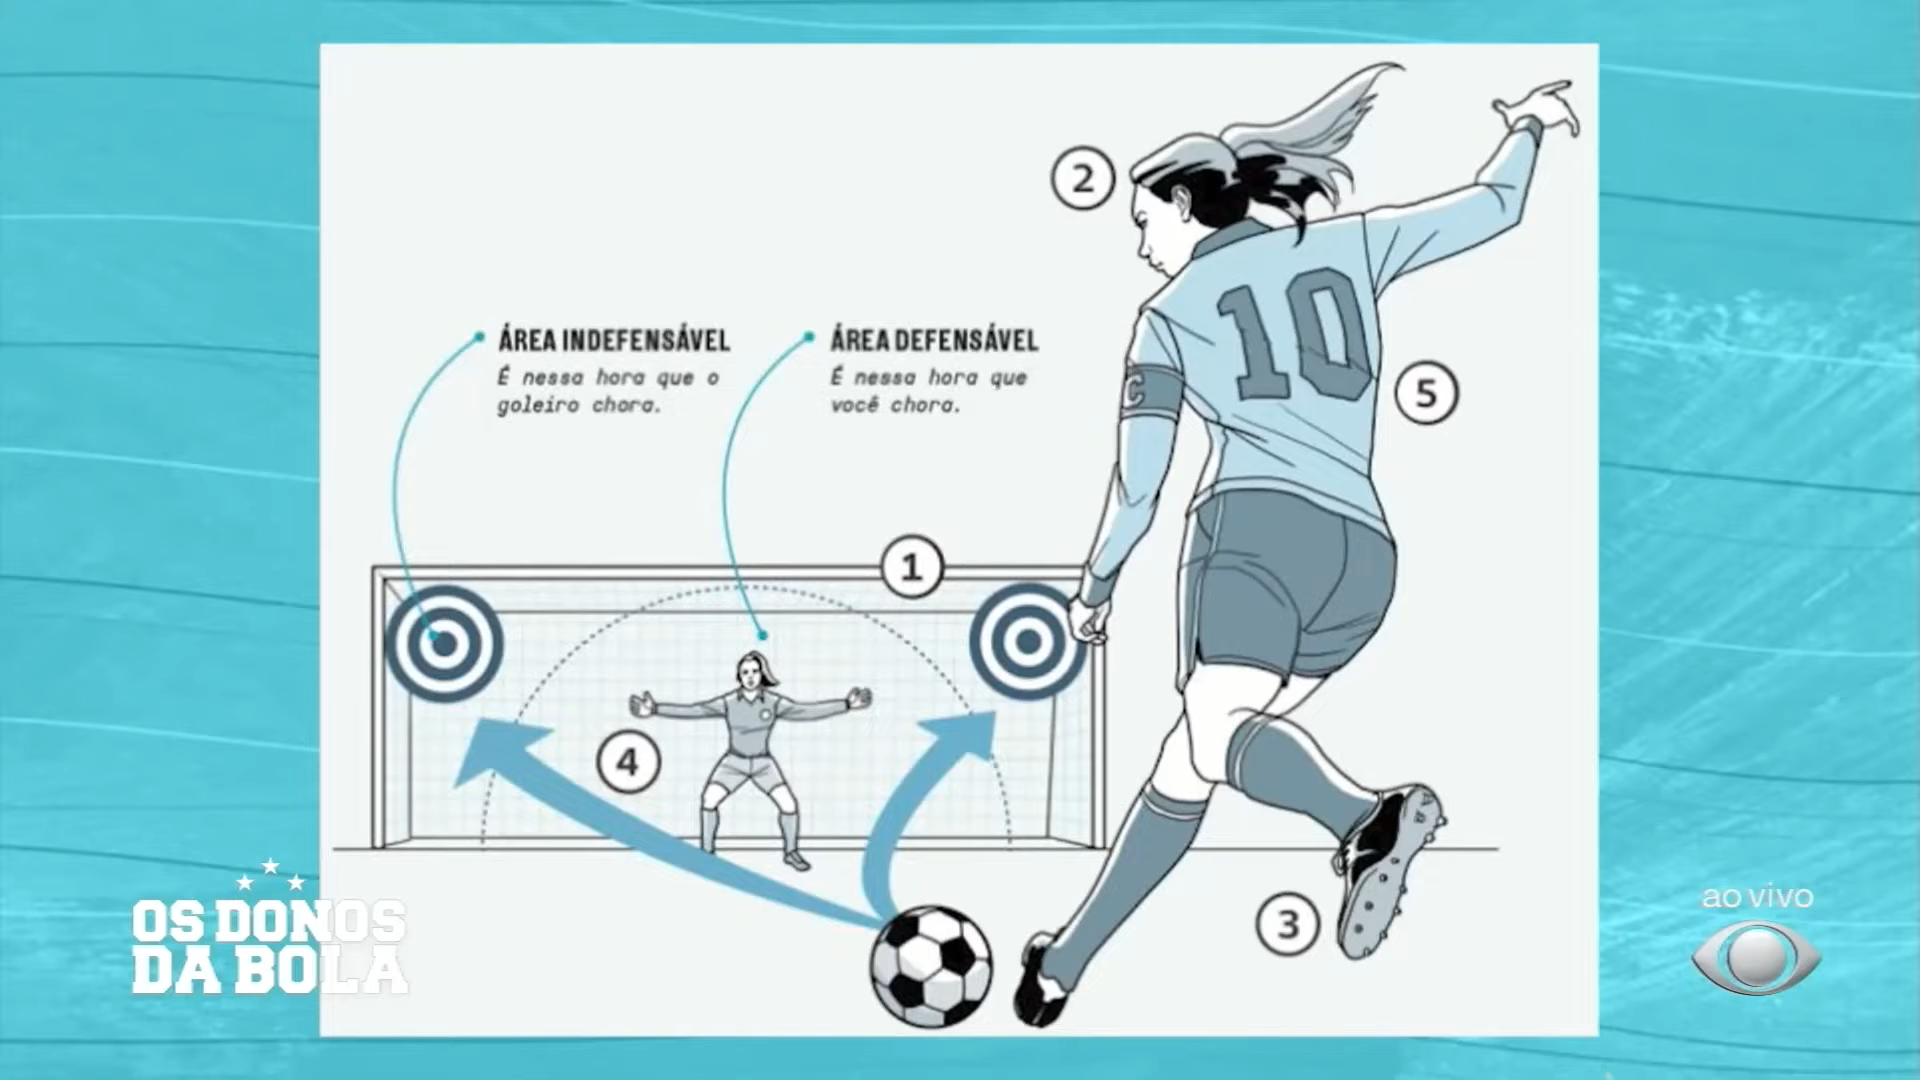 2
10
ÁREA INDEFENSÁVEL
É nessa hora que o
goleiro chora.
ÁREA DEFENSÁVEL
É nessa hora que
você chora.
C
5
1
4
3
OS DONOS
DA BOLA
ao vivo